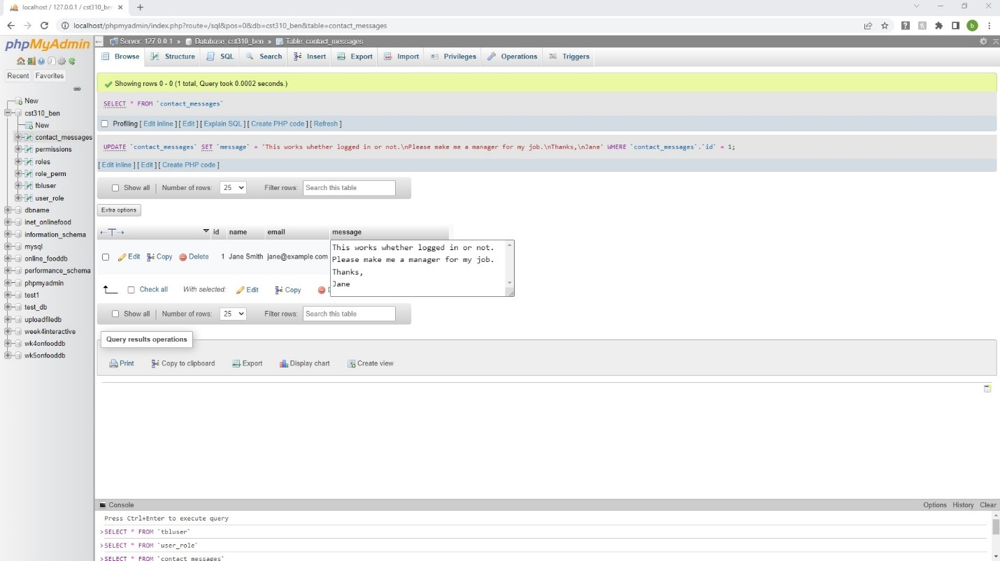 localhost / 127.0.0.1 / cst310_ber
localhost/phpmyadmin/index.php?route=/sql&pos=0&db=cst310_ben&table=contact_messages
b
phpMyAdmin
Recent Favorites
New
cst310_ben
New
contact_messages
permissions
roles
role_perm
tbluser
user_role
dbname
inet_onlinefood
information_schema
mysql
online_fooddb
performance_schema
phpmyadmin
test1
test_db
uploadfiledb
week4interactive
wk4onfooddb
wk5onfooddb
Server: 127.0.0.1 » Database: cst310_ben » Table: contact_messages
Browse Structure SQL Search Insert Export Import Privileges Operations Triggers
Showing rows 0 - 0 (1 total, Query took 0.0002 seconds.)
SELECT * FROM `contact_messages`
Profiling [ Edit inline ] [ Edit ] [ Explain SQL ] [ Create PHP code ] [ Refresh ]
UPDATE `contact_messages` SET `message` = 'This works whether logged in or not.\nPlease make me a manager for my job.\nThanks,\nJane' WHERE `contact_messages`.`id` = 1;
[ Edit inline ] [ Edit ] [ Create PHP code ]
Show all | Number of rows: 25 Filter rows: Search this table
Extra options
id name email message
Edit Copy Delete 1 Jane Smith jane@example.com
This works whether logged in or not.
Please make me a manager for my job.
Thanks,
Jane
Check all With selected: Edit Copy
Show all | Number of rows: 25 Filter rows: Search this table
Query results operations
Print Copy to clipboard Export Display chart Create view
Console Options History Clear
Press Ctrl+Enter to execute query
>SELECT * FROM `tbluser`
>SELECT * FROM `user_role`
>SELECT * FROM `contact_messages`